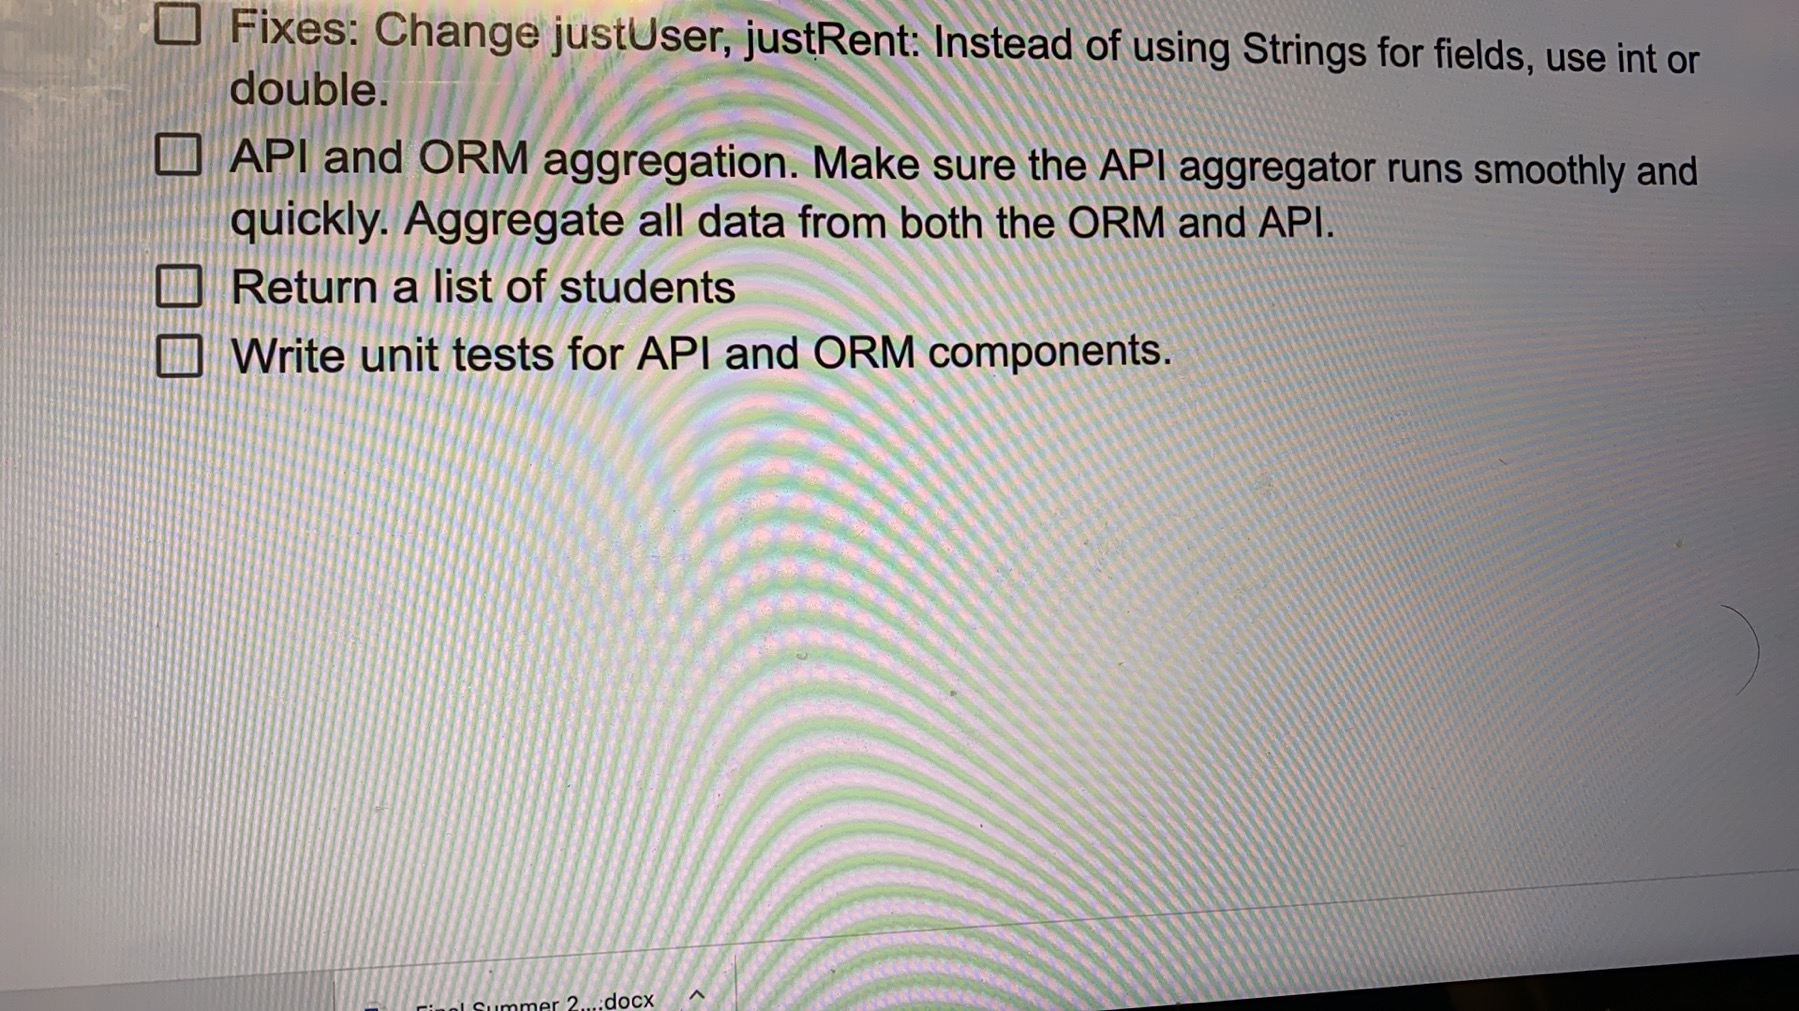 Fixes: Change justUser, justRent: Instead of using Strings for fields, use int or
double.
API and ORM aggregation. Make sure the API aggregator runs smoothly and
quickly. Aggregate all data from both the ORM and API.
Return a list of students
Write unit tests for API and ORM components.
Final Summer 2....docx